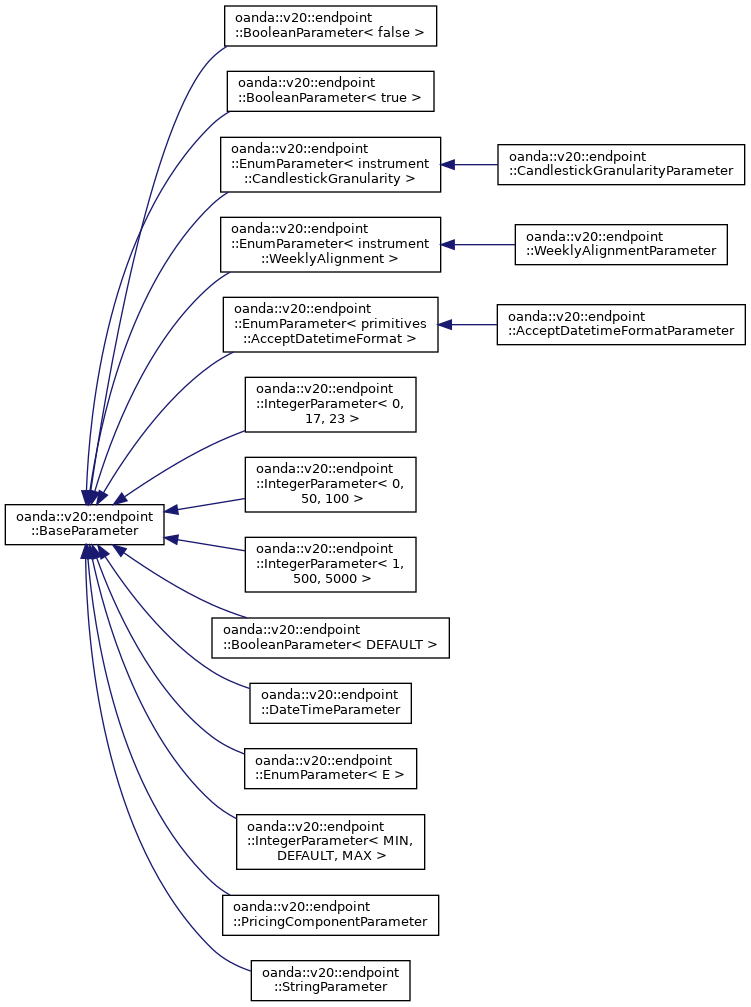 oanda::v20::endpoint
::BooleanParameter< false >
oanda::v20::endpoint
::BooleanParameter< true >
oanda::v20::endpoint
::EnumParameter< instrument
::CandlestickGranularity >
oanda::v20::endpoint
::CandlestickGranularityParameter
oanda::v20::endpoint
::EnumParameter< instrument
::WeeklyAlignment >
oanda::v20::endpoint
::WeeklyAlignmentParameter
oanda::v20::endpoint
::EnumParameter< primitives
::AcceptDatetimeFormat >
oanda::v20::endpoint
::AcceptDatetimeFormatParameter
oanda::v20::endpoint
::IntegerParameter< 0,
17, 23 >
oanda::v20::endpoint
::IntegerParameter< 0,
50, 100 >
oanda::v20::endpoint
::BaseParameter
oanda::v20::endpoint
::IntegerParameter< 1,
500, 5000 >
oanda::v20::endpoint
::BooleanParameter< DEFAULT >
oanda::v20::endpoint
::DateTimeParameter
oanda::v20::endpoint
::EnumParameter< E >
oanda::v20::endpoint
::IntegerParameter< MIN,
DEFAULT, MAX >
oanda::v20::endpoint
::PricingComponentParameter
oanda::v20::endpoint
::StringParameter